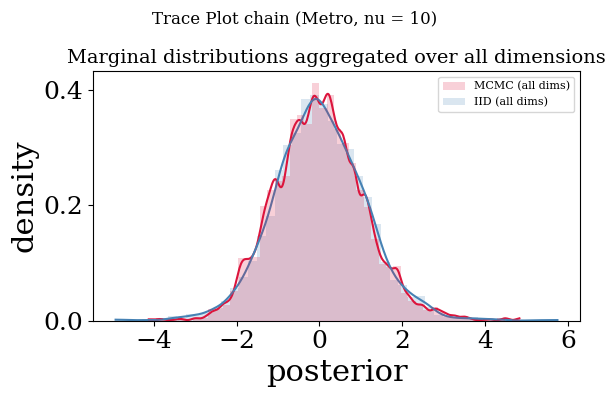 Trace Plot chain (Metro, nu = 10)
Marginal distributions aggregated over all dimensions
MCMC (all dims)
IID (all dims)
density
0.4
0.2
0.0
−4 −2 0 2 4 6
posterior